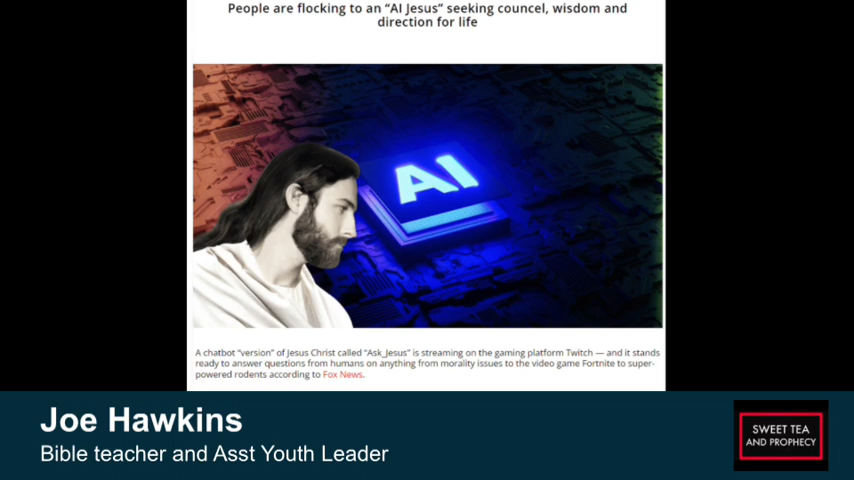 People are flocking to an “AI Jesus” seeking councel, wisdom and
direction for life
AI
A chatbot “version” of Jesus Christ called “Ask_Jesus” is streaming on the gaming platform Twitch — and it stands
ready to answer questions from humans on anything from morality issues to the video game Fortnite to super-
powered rodents according to Fox News.
Joe Hawkins
Bible teacher and Asst Youth Leader
SWEET TEA
AND PROPHECY